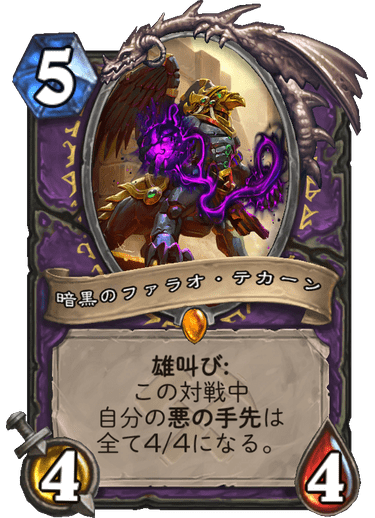 5
暗黒のファラオ・テカーン
雄叫び:
この対戦中
自分の悪の手先は
全て4/4になる。
4
4